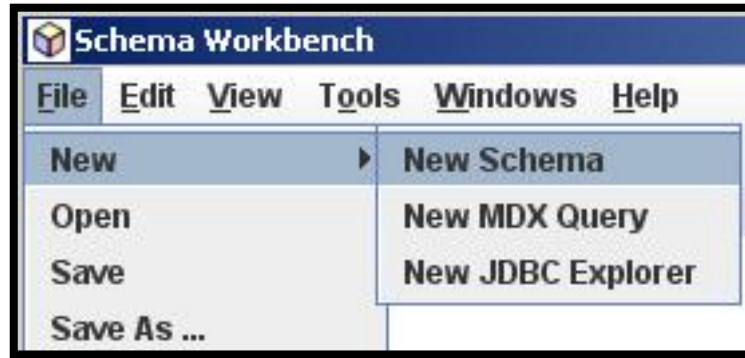 Schema Workbench
File Edit View Tools Windows Help
New New Schema
Open New MDX Query
Save New JDBC Explorer
Save As ...